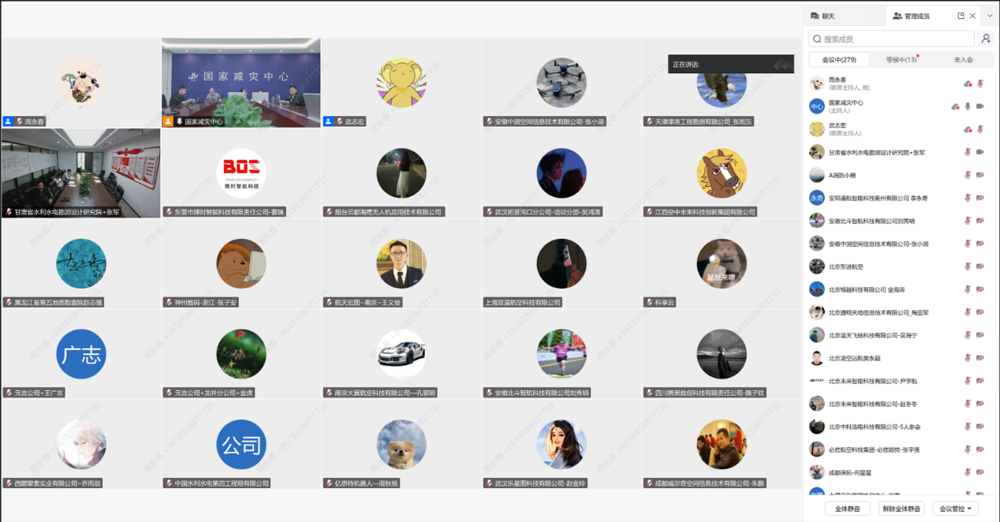 聊天
管理成员
搜索成员
会议中(279)
等候中(13)
未入会
正在讲话:
周永春
国家减灾中心
国家减灾中心
武志宏
安徽中测空间信息技术有限公司-张小湖
天津津准工程勘测有限公司_张旭东
甘肃省水利水电勘测设计研究院+张军
BOS
博时智能科技
东营市博时智能科技有限责任公司-曹瑞
烟台云都海鹰无人机应用技术有限公司
武汉拓普沌口分公司-培训分部-吴鸿涛
江西空中未来科技创新集团有限公司
黑龙江省第五地质勘查院赵志强
神州数码-浙江-张子安
航天宏图~南京~王义俊
上海双瀛航空科技有限公司
鼠鼠来啰
科享云
广志
元吉公司+王广志
元吉公司+龙井分公司+金虎
南京大翼航空科技有限公司—孔黎明
安徽北斗智航科技有限公司刘秀明
四川携恩数创科技有限责任公司-魏子钦
西藏攀索实业有限公司~乔雨辰
公司
中国水利水电第四工程局有限公司
亿思特机器人—周秋桃
武汉乐星图科技有限公司-赵金玲
成都威尔奇空间信息技术有限公司-朱鹏
周永春
(联席主持人, 我)
中心
国家减灾中心
(主持人)
武志宏
(联席主持人)
甘肃省水利水电勘测设计研究院+张军
A消防小粮
永奇
安邦通航智能科技衢州有限公司 李永奇
安徽北斗智航科技有限公司刘秀明
安徽中测空间信息技术有限公司-张小湖
北京东进航空
北京根越科技有限公司 金海涛
北京捷翔天地信息技术有限公司_梅亚军
北京蓝天飞扬科技有限公司-吴海宁
北京凌空远航吴永超
北京未来智能科技有限公司-尹宇航
北京未来智能科技有限公司-赵冬冬
北京中科浩电科技有限公司-5人参会
必胜航空科技集团-必胜皓悦-张宇贤
成都徕拓-向星星
全体静音
解除全体静音
会议管控
周永春 +8618336971735